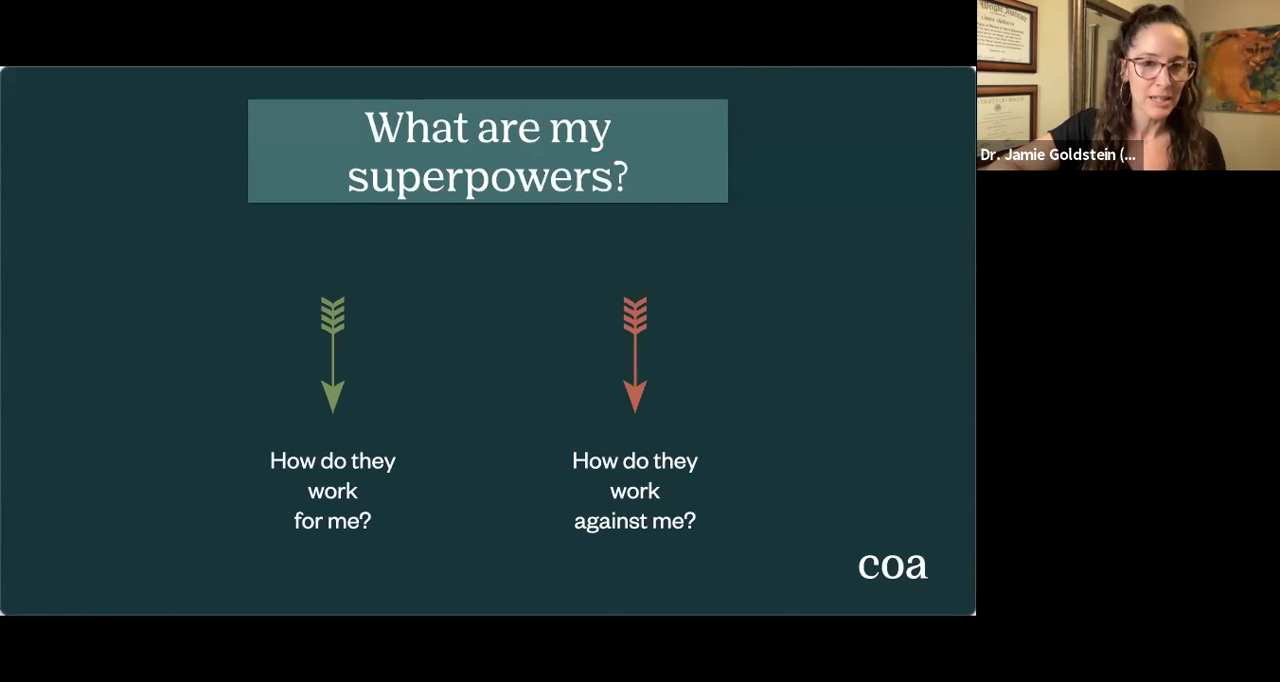 What are my
superpowers?
How do they
work
for me?
How do they
work
against me?
coa
Dr. Jamie Goldstein (...